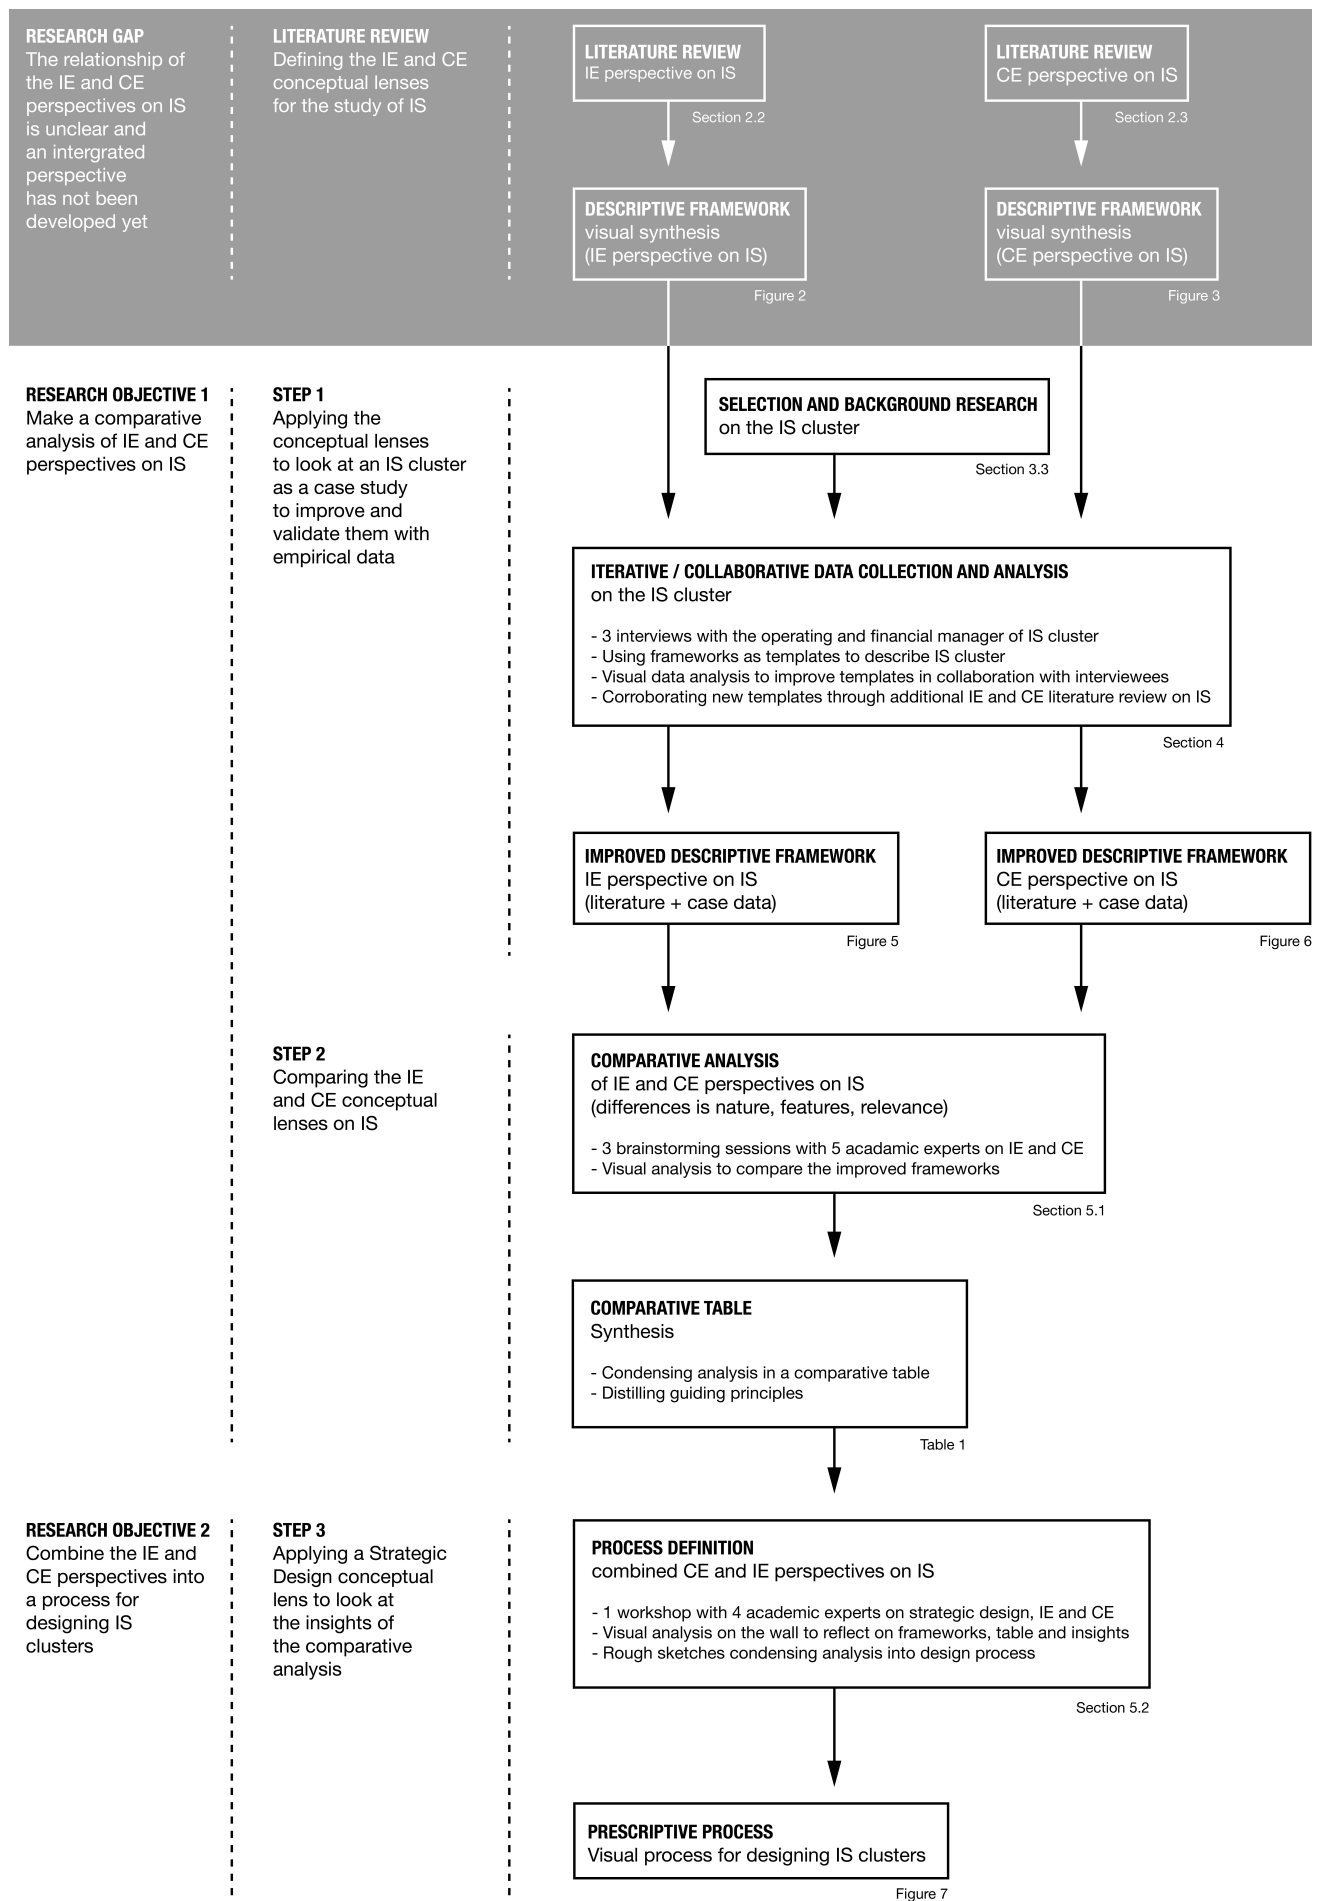 RESEARCH GAP
The relationship of
the IE and CE
perspectives on IS
is unclear and
an intergrated
perspective
has not been
developed yet
LITERATURE REVIEW
Defining the IE and CE
conceptual lenses
for the study of IS
LITERATURE REVIEW
IE perspective on IS
Section 2.2
LITERATURE REVIEW
CE perspective on IS
Section 2.3
DESCRIPTIVE FRAMEWORK
visual synthesis
(IE perspective on IS)
Figure 2
DESCRIPTIVE FRAMEWORK
visual synthesis
(CE perspective on IS)
Figure 3
RESEARCH OBJECTIVE 1
Make a comparative
analysis of IE and CE
perspectives on IS
STEP 1
Applying the
conceptual lenses
to look at an IS cluster
as a case study
to improve and
validate them with
empirical data
SELECTION AND BACKGROUND RESEARCH
on the IS cluster
Section 3.3
ITERATIVE / COLLABORATIVE DATA COLLECTION AND ANALYSIS
on the IS cluster
- 3 interviews with the operating and financial manager of IS cluster
- Using frameworks as templates to describe IS cluster
- Visual data analysis to improve templates in collaboration with interviewees
- Corroborating new templates through additional IE and CE literature review on IS
Section 4
IMPROVED DESCRIPTIVE FRAMEWORK
IE perspective on IS
(literature + case data)
Figure 5
IMPROVED DESCRIPTIVE FRAMEWORK
CE perspective on IS
(literature + case data)
Figure 6
STEP 2
Comparing the IE
and CE conceptual
lenses on IS
COMPARATIVE ANALYSIS
of IE and CE perspectives on IS
(differences is nature, features, relevance)
- 3 brainstorming sessions with 5 acadamic experts on IE and CE
- Visual analysis to compare the improved frameworks
Section 5.1
COMPARATIVE TABLE
Synthesis
- Condensing analysis in a comparative table
- Distilling guiding principles
Table 1
RESEARCH OBJECTIVE 2
Combine the IE and
CE perspectives into
a process for
designing IS
clusters
STEP 3
Applying a Strategic
Design conceptual
lens to look at
the insights of
the comparative
analysis
PROCESS DEFINITION
combined CE and IE perspectives on IS
- 1 workshop with 4 academic experts on strategic design, IE and CE
- Visual analysis on the wall to reflect on frameworks, table and insights
- Rough sketches condensing analysis into design process
Section 5.2
PRESCRIPTIVE PROCESS
Visual process for designing IS clusters
Figure 7